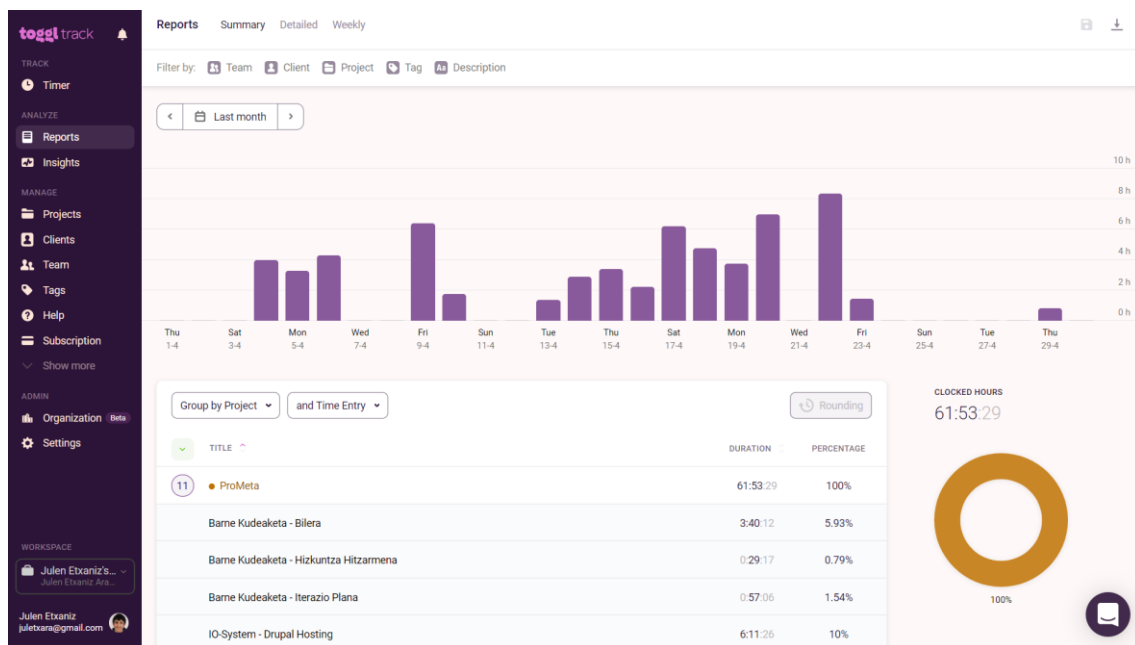 toggl track
TRACK
Timer
ANALYZE
Reports
Insights
MANAGE
Projects
Clients
Team
Tags
Help
Subscription
Show more
ADMIN
Organization Beta
Settings
WORKSPACE
Julen Etxaniz's...
Julen Etxaniz Ara...
Julen Etxaniz
juletxara@gmail.com
Reports Summary Detailed Weekly
Filter by: Team Client Project Tag Aa Description
Last month
10 h
8 h
6 h
4 h
2 h
0 h
Thu Sat Mon Wed Fri Sun Tue Thu Sat Mon Wed Fri Sun Tue Thu
1-4 3-4 5-4 7-4 9-4 11-4 13-4 15-4 17-4 19-4 21-4 23-4 25-4 27-4 29-4
Group by Project and Time Entry Rounding
TITLE DURATION PERCENTAGE
11 ProMeta 61:53:29 100%
Barne Kudeaketa - Bilera 3:40:12 5.93%
Barne Kudeaketa - Hizkuntza Hitzarmena 0:29:17 0.79%
Barne Kudeaketa - Iterazio Plana 0:57:06 1.54%
IO-System - Drupal Hosting 6:11:26 10%
CLOCKED HOURS
61:53:29
100%